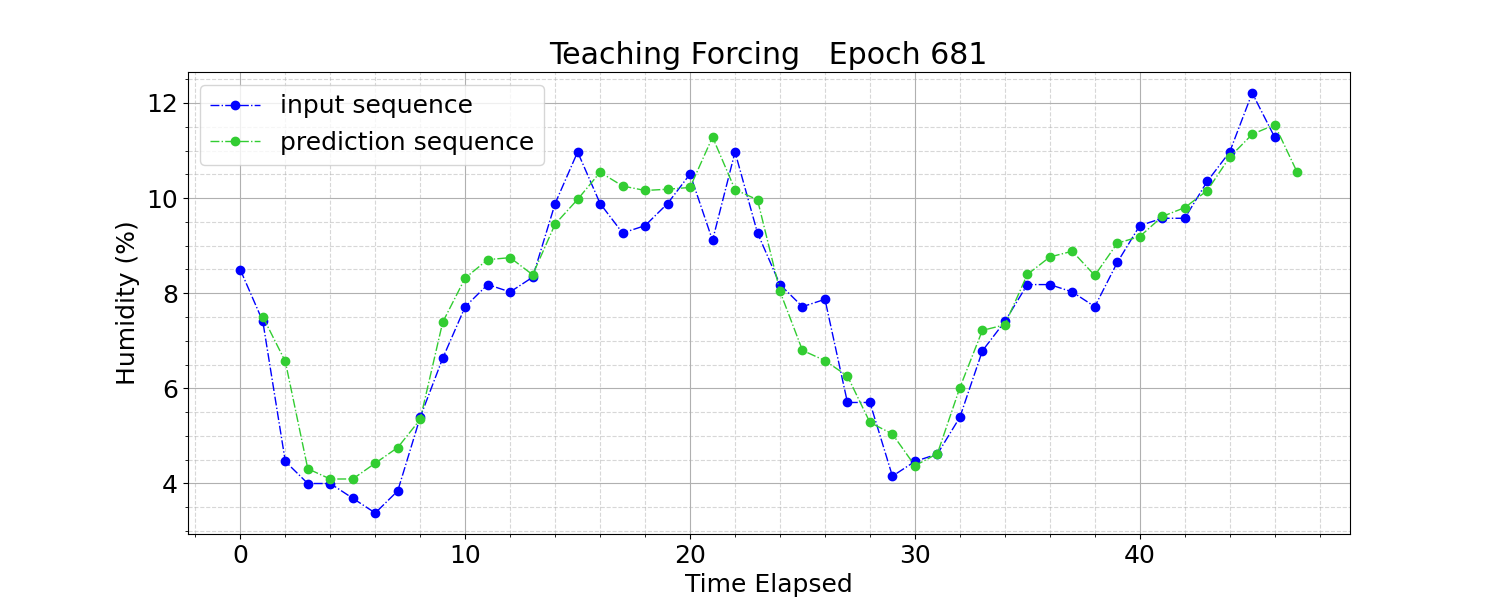 Teaching Forcing   Epoch 681
input sequence
prediction sequence
Humidity (%)
12
10
8
6
4
0 10 20 30 40
Time Elapsed